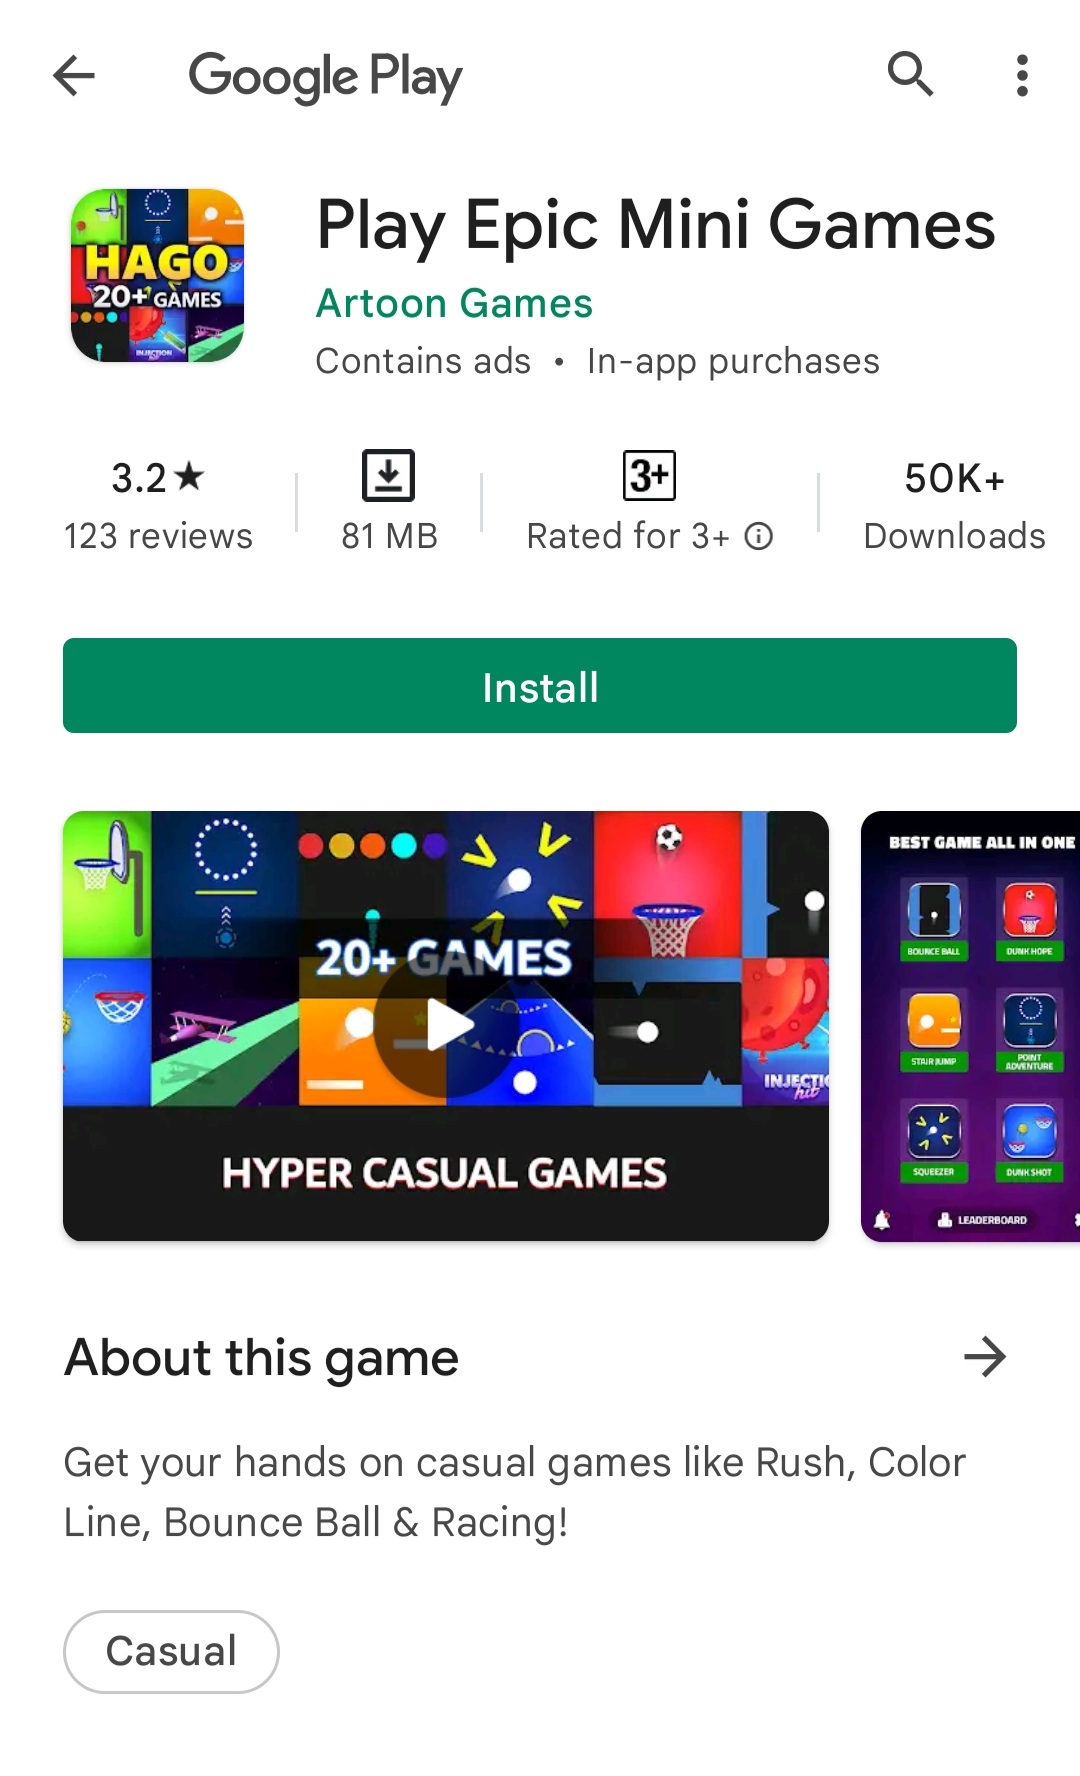 Google Play
HAGO
20+ GAMES
INJECTION
hit
Play Epic Mini Games
Artoon Games
Contains ads • In-app purchases
3.2★
123 reviews
81 MB
3+
Rated for 3+
50K+
Downloads
Install
20+ GAMES
INJECTIO
hit
HYPER CASUAL GAMES
BEST GAME ALL IN ONE
BOUNCE BALL
DUNK HOPE
STAIR JUMP
POINT
ADVENTURE
SQUEEZER
DUNK SHOT
LEADERBOARD
About this game
Get your hands on casual games like Rush, Color
Line, Bounce Ball & Racing!
Casual